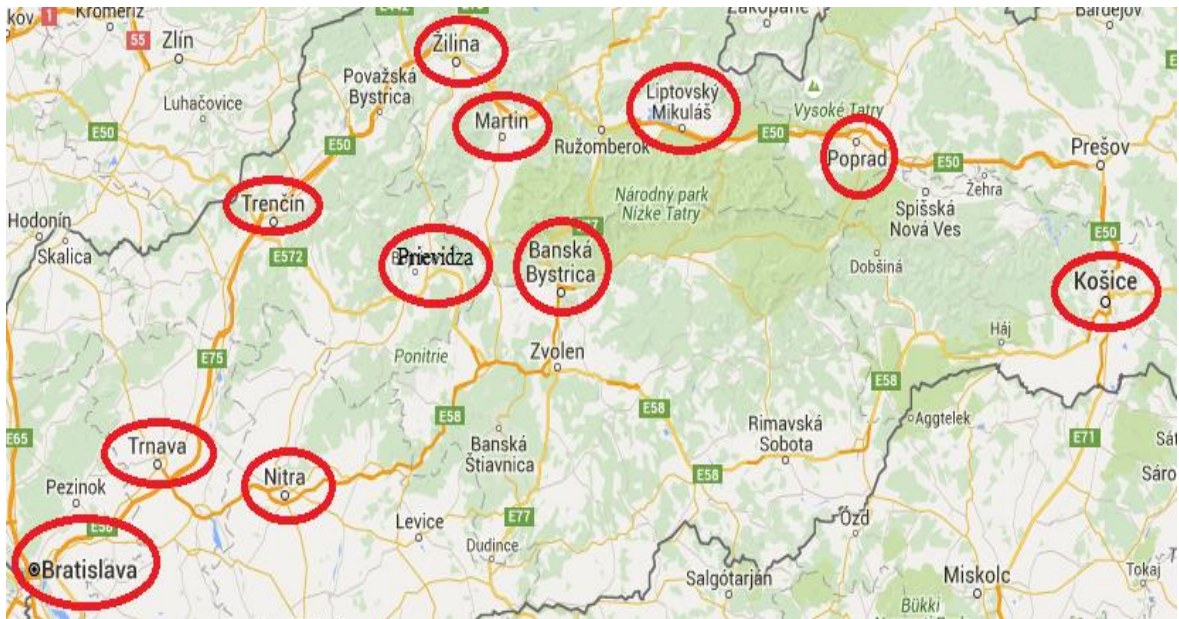 Kroměříž
1
55
Zlín
Luhačovice
Považská
Bystrica
Žilina
Martin
Ružomberok
Liptovský
Mikuláš
Vysoké Tatry
Poprad
Bardejov
Prešov
E50
E50
E50
E50
E50
Žehra
Spišská
Nová Ves
Národný park
Nízke Tatry
Trenčín
Hodonín
Skalica
E572
Prievidza
Banská
Bystrica
Dobšiná
Košice
Háj
Ponitrie
Zvolen
E75
E58
E58
E58
E58
E58
Aggtelek
E71
E65
Trnava
Nitra
Banská
Štiavnica
Rimavská
Sobota
Pezinok
Levice
E77
Dudince
Ózd
Bratislava
Salgótarján
Miskolc
Tokaj
Bükki